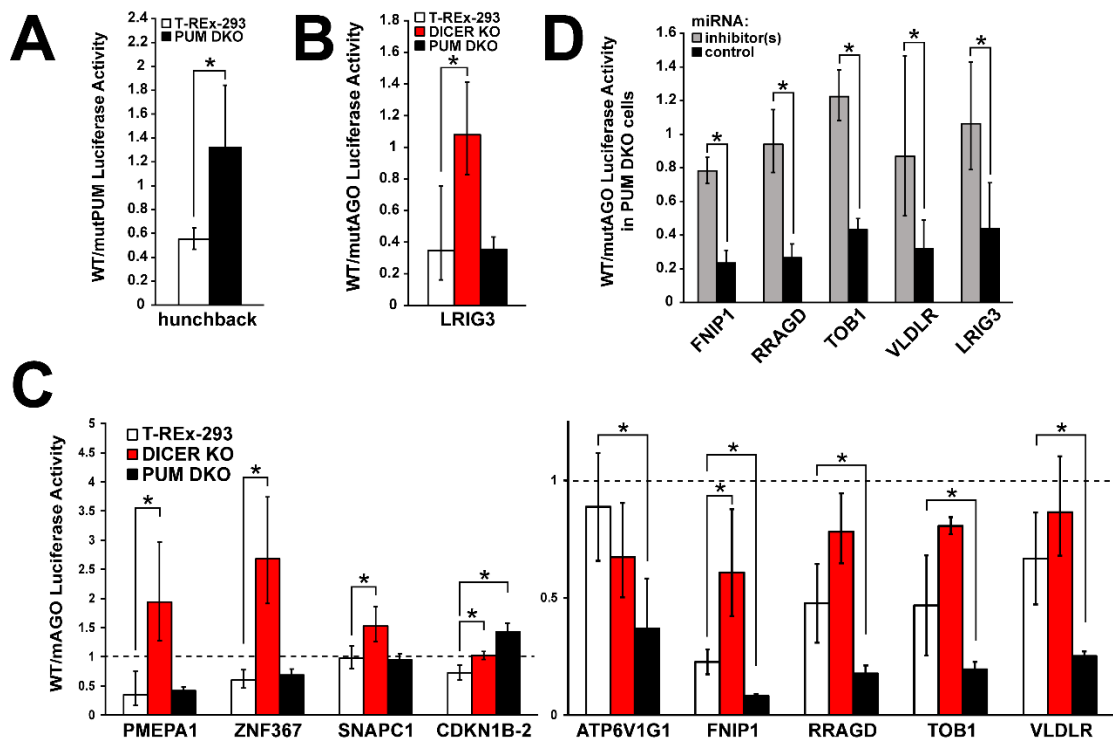 A
WT/mutPUM Luciferase Activity
T-REx-293
PUM DKO
2.6
2.4
2.2
2
1.8
1.6
1.4
1.2
1
0.8
0.6
0.4
0.2
0
*
hunchback
B
WT/mutAGO Luciferase Activity
T-REx-293
DICER KO
PUM DKO
1.8
1.6
1.4
1.2
1
0.8
0.6
0.4
0.2
0
*
LRIG3
D
WT/mutAGO Luciferase Activity
in PUM DKO cells
miRNA:
inhibitor(s)
control
1.6
1.4
1.2
1
0.8
0.6
0.4
0.2
0
* * * * *
FNIP1 RRAGD TOB1 VLDLR LRIG3
C
WT/mAGO Luciferase Activity
T-REx-293
DICER KO
PUM DKO
5
4.5
4
3.5
3
2.5
2
1.5
1
0.5
0
* * * * *
PMEPA1 ZNF367 SNAPC1 CDKN1B-2
1
0.5
0
* * * * * *
ATP6V1G1 FNIP1 RRAGD TOB1 VLDLR